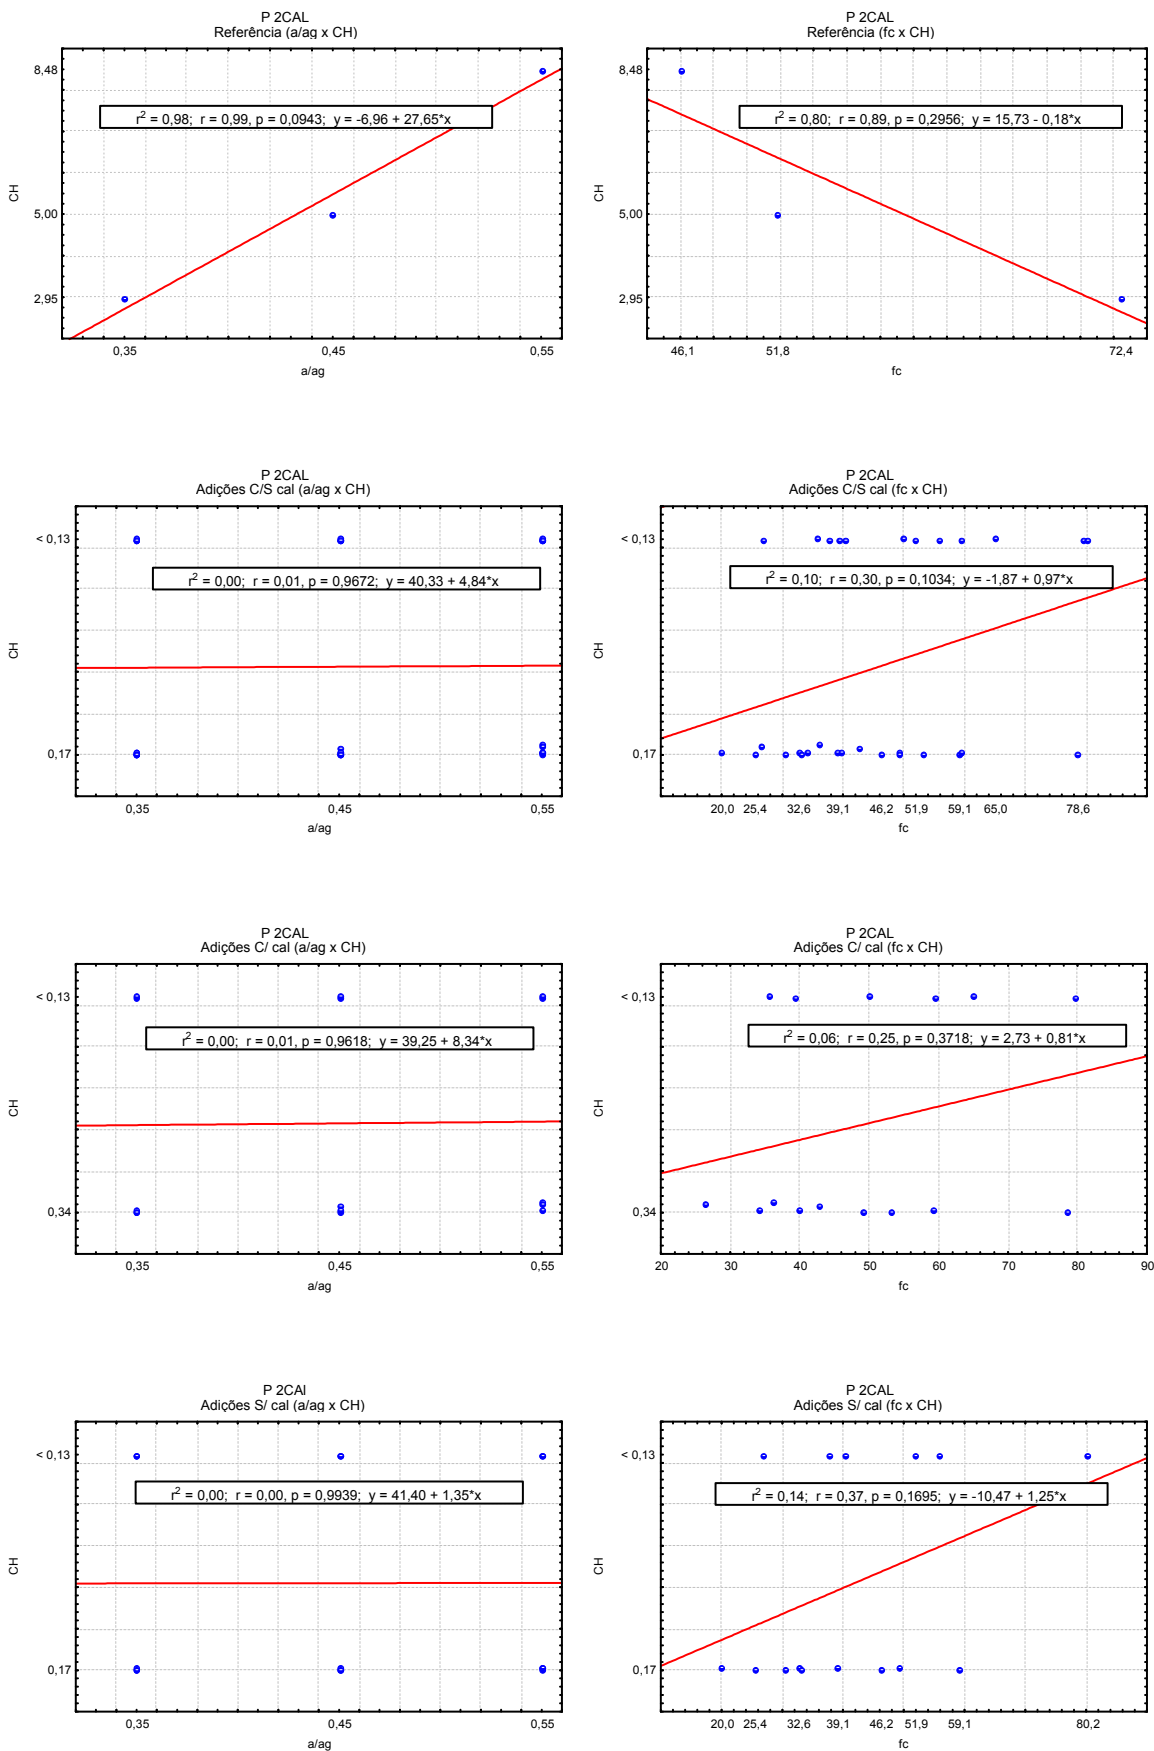 P 2CAL
Referência (a/ag x CH)
8,48
r² = 0,98; r = 0,99, p = 0,0943; y = -6,96 + 27,65*x
CH
5,00
2,95
0,35 0,45 0,55
a/ag
P 2CAL
Referência (fc x CH)
8,48
r² = 0,80; r = 0,89, p = 0,2956; y = 15,73 - 0,18*x
CH
5,00
2,95
46,1 51,8 72,4
fc
P 2CAL
Adições C/S cal (a/ag x CH)
< 0,13
r² = 0,00; r = 0,01, p = 0,9672; y = 40,33 + 4,84*x
CH
0,17
0,35 0,45 0,55
a/ag
P 2CAL
Adições C/S cal (fc x CH)
< 0,13
r² = 0,10; r = 0,30, p = 0,1034; y = -1,87 + 0,97*x
CH
0,17
20,0 25,4 32,6 39,1 46,2 51,9 59,1 65,0 78,6
fc
P 2CAL
Adições C/ cal (a/ag x CH)
< 0,13
r² = 0,00; r = 0,01, p = 0,9618; y = 39,25 + 8,34*x
CH
0,34
0,35 0,45 0,55
a/ag
P 2CAL
Adições C/ cal (fc x CH)
< 0,13
r² = 0,06; r = 0,25, p = 0,3718; y = 2,73 + 0,81*x
CH
0,34
20 30 40 50 60 70 80 90
fc
P 2CAl
Adições S/ cal (a/ag x CH)
< 0,13
r² = 0,00; r = 0,00, p = 0,9939; y = 41,40 + 1,35*x
CH
0,17
0,35 0,45 0,55
a/ag
P 2CAL
Adições S/ cal (fc x CH)
< 0,13
r² = 0,14; r = 0,37, p = 0,1695; y = -10,47 + 1,25*x
CH
0,17
20,0 25,4 32,6 39,1 46,2 51,9 59,1 80,2
fc